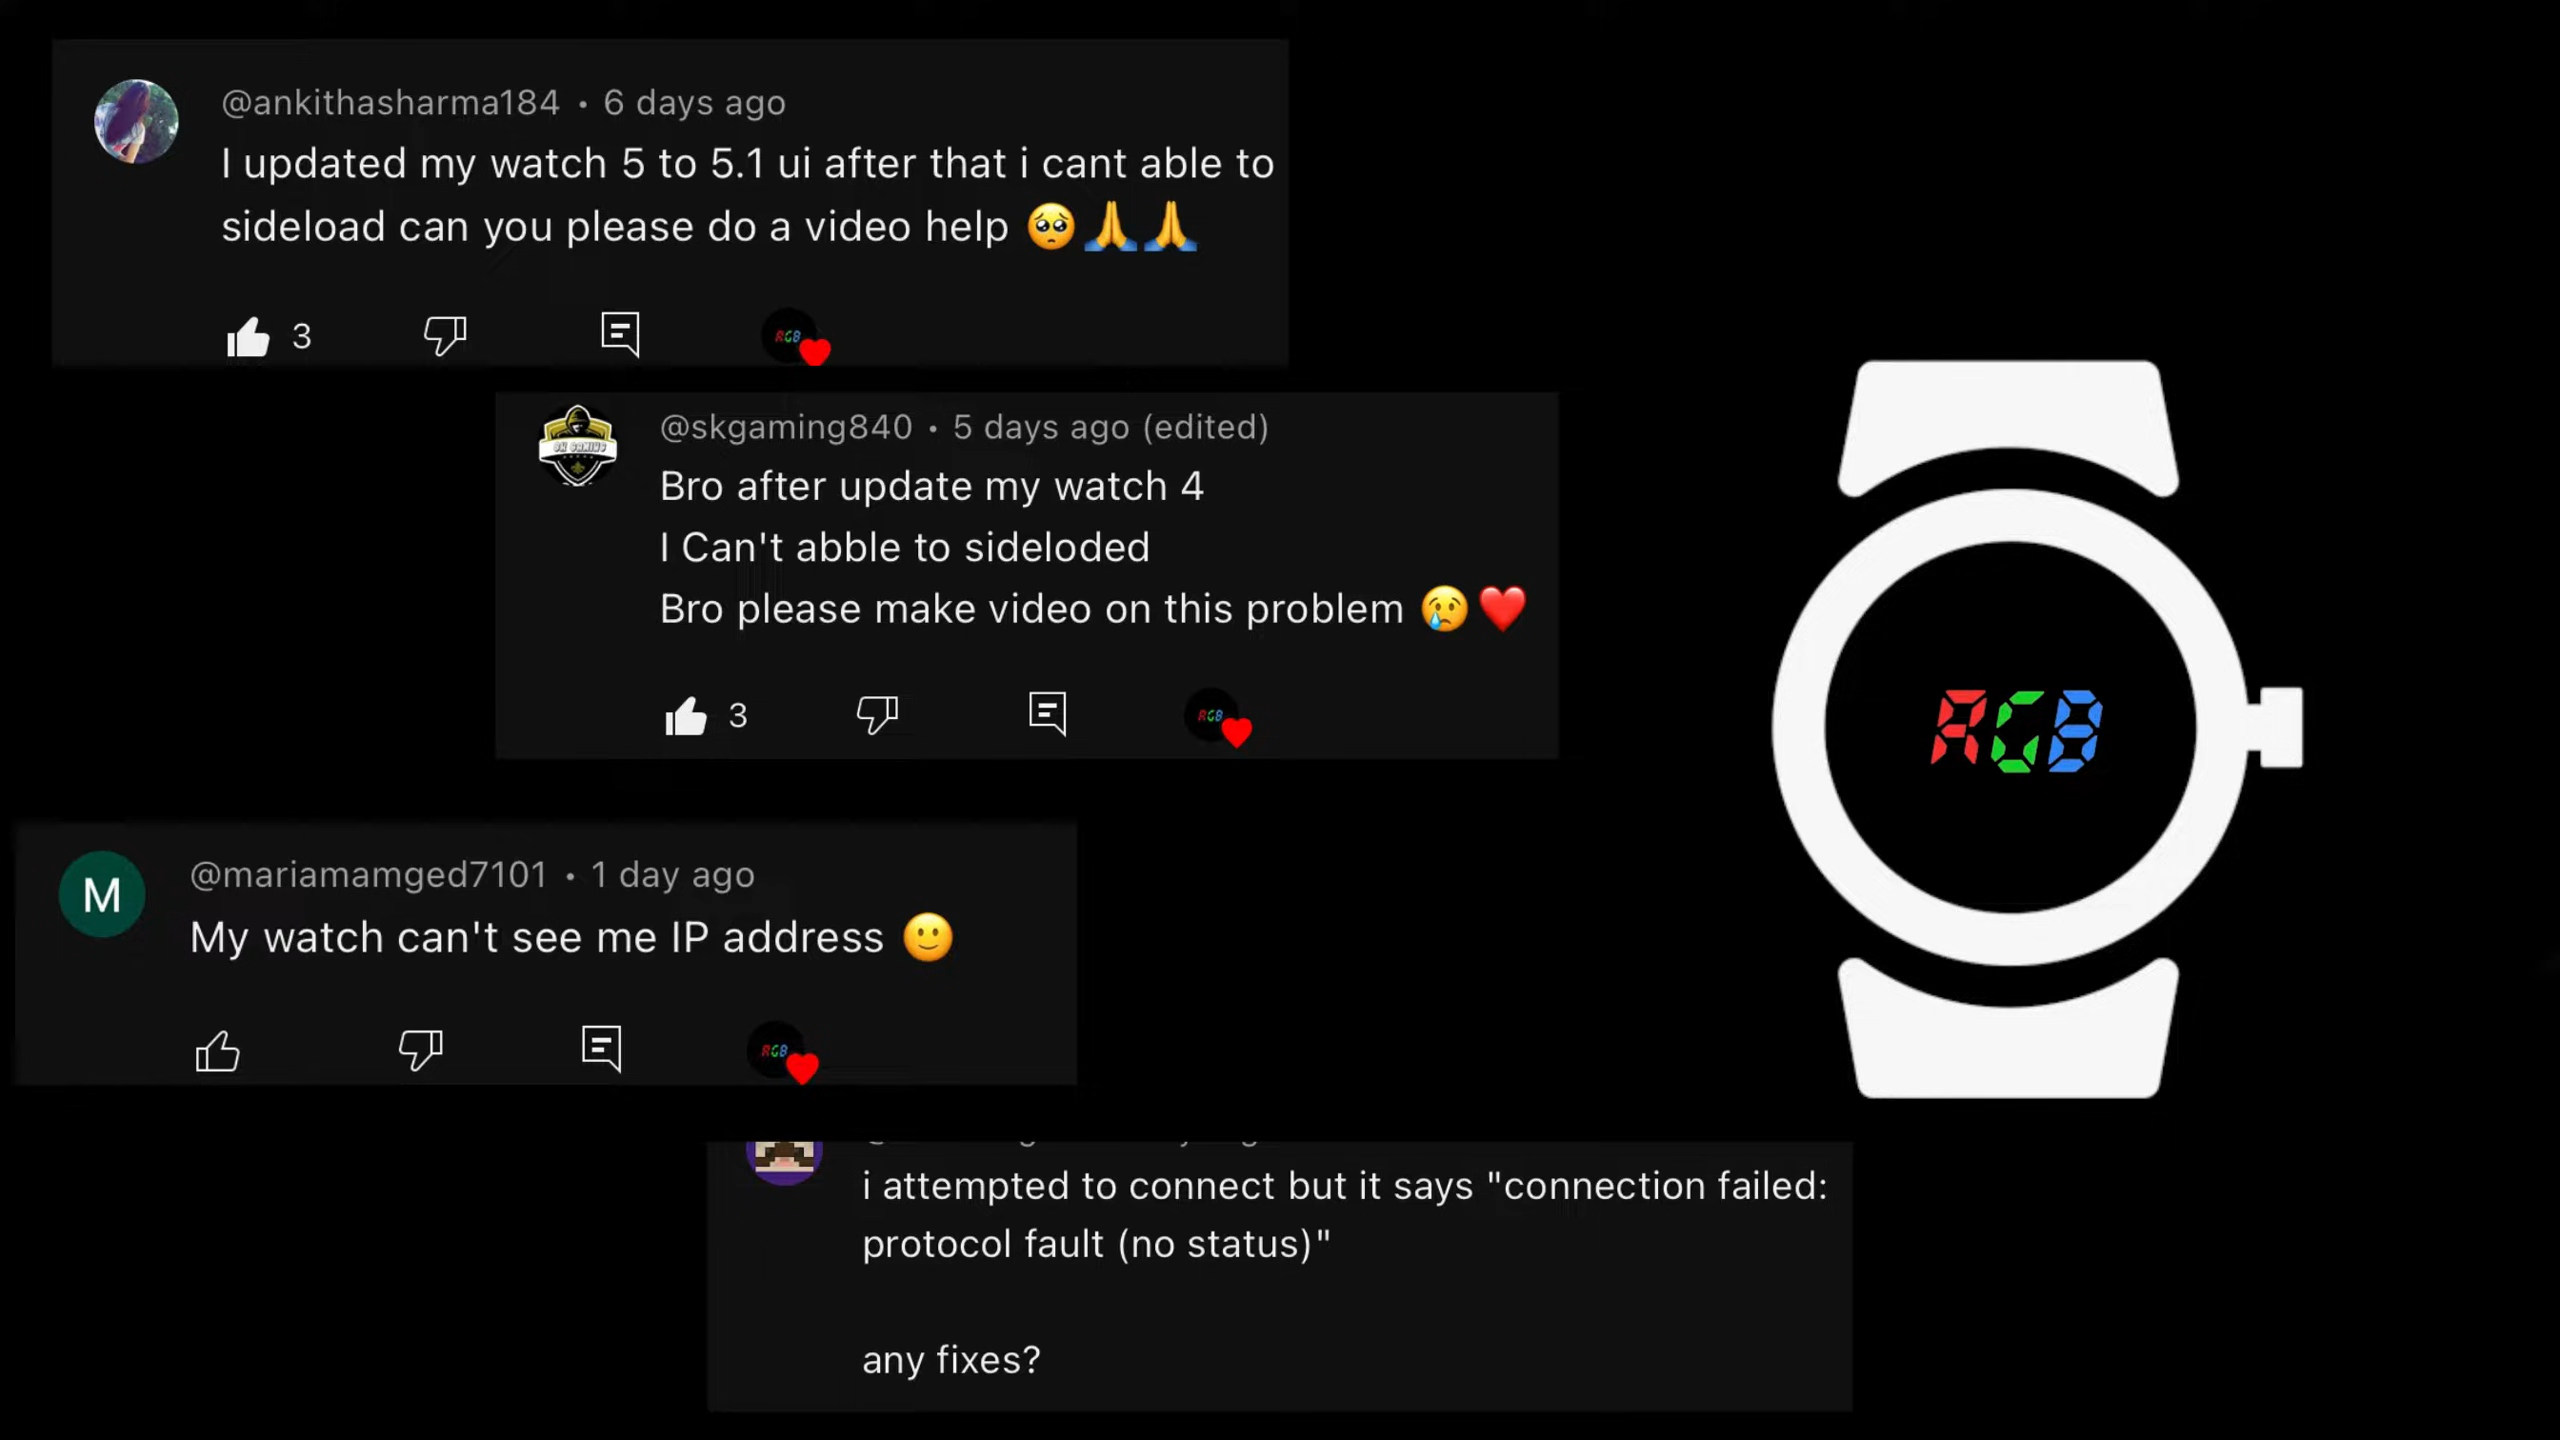 @ankithasharma184 • 6 days ago
I updated my watch 5 to 5.1 ui after that i cant able to
sideload can you please do a video help 🥺🙏🙏
3
RGB
@skgaming840 • 5 days ago (edited)
Bro after update my watch 4
I Can't abble to sideloded
Bro please make video on this problem 😢❤️
3
RGB
M
@mariamamged7101 • 1 day ago
My watch can't see me IP address 🙂
RGB
i attempted to connect but it says "connection failed:
protocol fault (no status)"
any fixes?
RGB